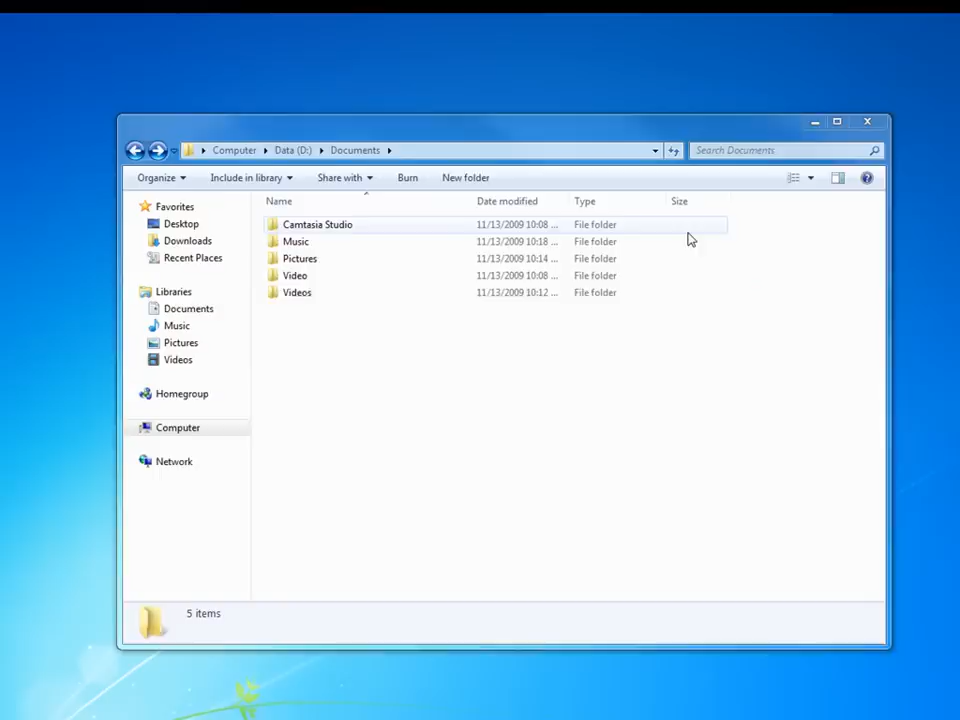 Computer Data (D:) Documents Search Documents
Organize Include in library Share with Burn New folder
Name Date modified Type Size
Favorites
Desktop
Downloads
Recent Places
Libraries
Documents
Music
Pictures
Videos
Homegroup
Computer
Network
Camtasia Studio 11/13/2009 10:08 ... File folder
Music 11/13/2009 10:18 ... File folder
Pictures 11/13/2009 10:14 ... File folder
Video 11/13/2009 10:08 ... File folder
Videos 11/13/2009 10:12 ... File folder
5 items